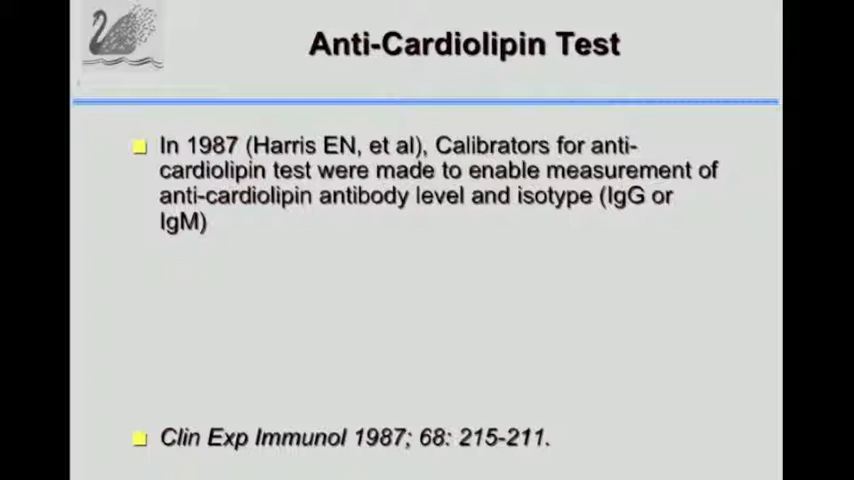 Anti-Cardiolipin Test
In 1987 (Harris EN, et al), Calibrators for anti-
cardiolipin test were made to enable measurement of
anti-cardiolipin antibody level and isotype (IgG or
IgM)
Clin Exp Immunol 1987; 68: 215-211.